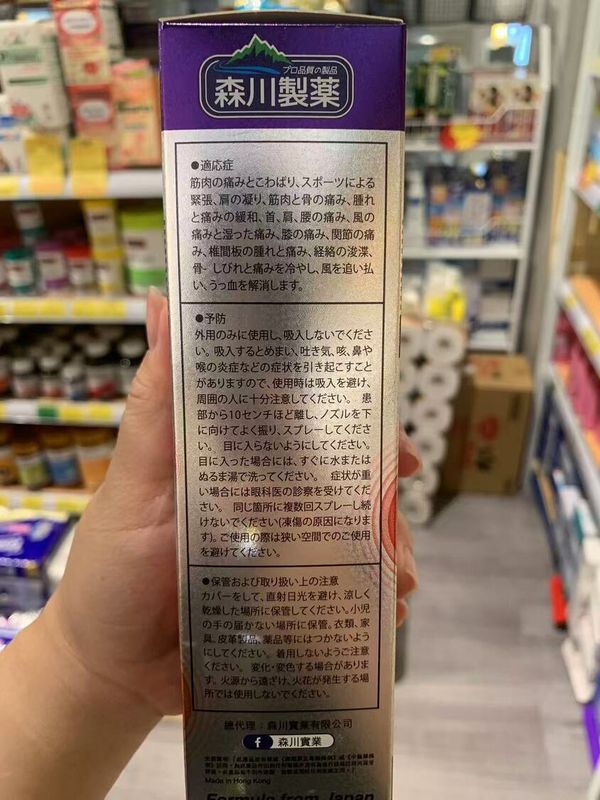 プロ品質の製品
森川製薬
●適応症
筋肉の痛みとこわばり、スポーツによる
緊張、肩の凝り、筋肉と骨の痛み、腫れ
と痛みの緩和、首、肩、腰の痛み、風の
痛みと湿った痛み、膝の痛み、関節の痛
み、椎間板の腫れと痛み、経絡の浚渫、
骨- しびれと痛みを冷やし、風を追い払
い、うっ血を解消します。
●予防
外用のみに使用し、吸入しないでくださ
い。吸入するとめまい、吐き気、咳、鼻や
喉の炎症などの症状を引き起こすこと
がありますので、使用時は吸入を避け、
周囲の人に十分注意してください。 患
部から10センチほど離し、ノズルを下
に向けてよく振り、スプレーしてくださ
い。 目に入らないようにしてください。
目に入った場合には、すぐに水または
ぬるま湯で洗ってください。 症状が重
い場合には眼科医の診察を受けてくだ
さい。 同じ箇所に複数回スプレーし続
けないでください(凍傷の原因になりま
す)。ご使用の際は狭い空間でのご使用
を避けてください。
●保管および取り扱い上の注意
カバーをして、直射日光を避け、涼しく
乾燥した場所に保管してください。小児
の手の届かない場所に保管。衣類、家
具、皮革製品、薬品等にはつかないよう
にしてください。 着用しないようご注意
ください。 変化・変色する場合がありま
す。火源から遠ざけ、火花が発生する場
所では使用しないでください。
總代理：森川實業有限公司
f 森川實業
Made in Hong Kong
Formula from Japan